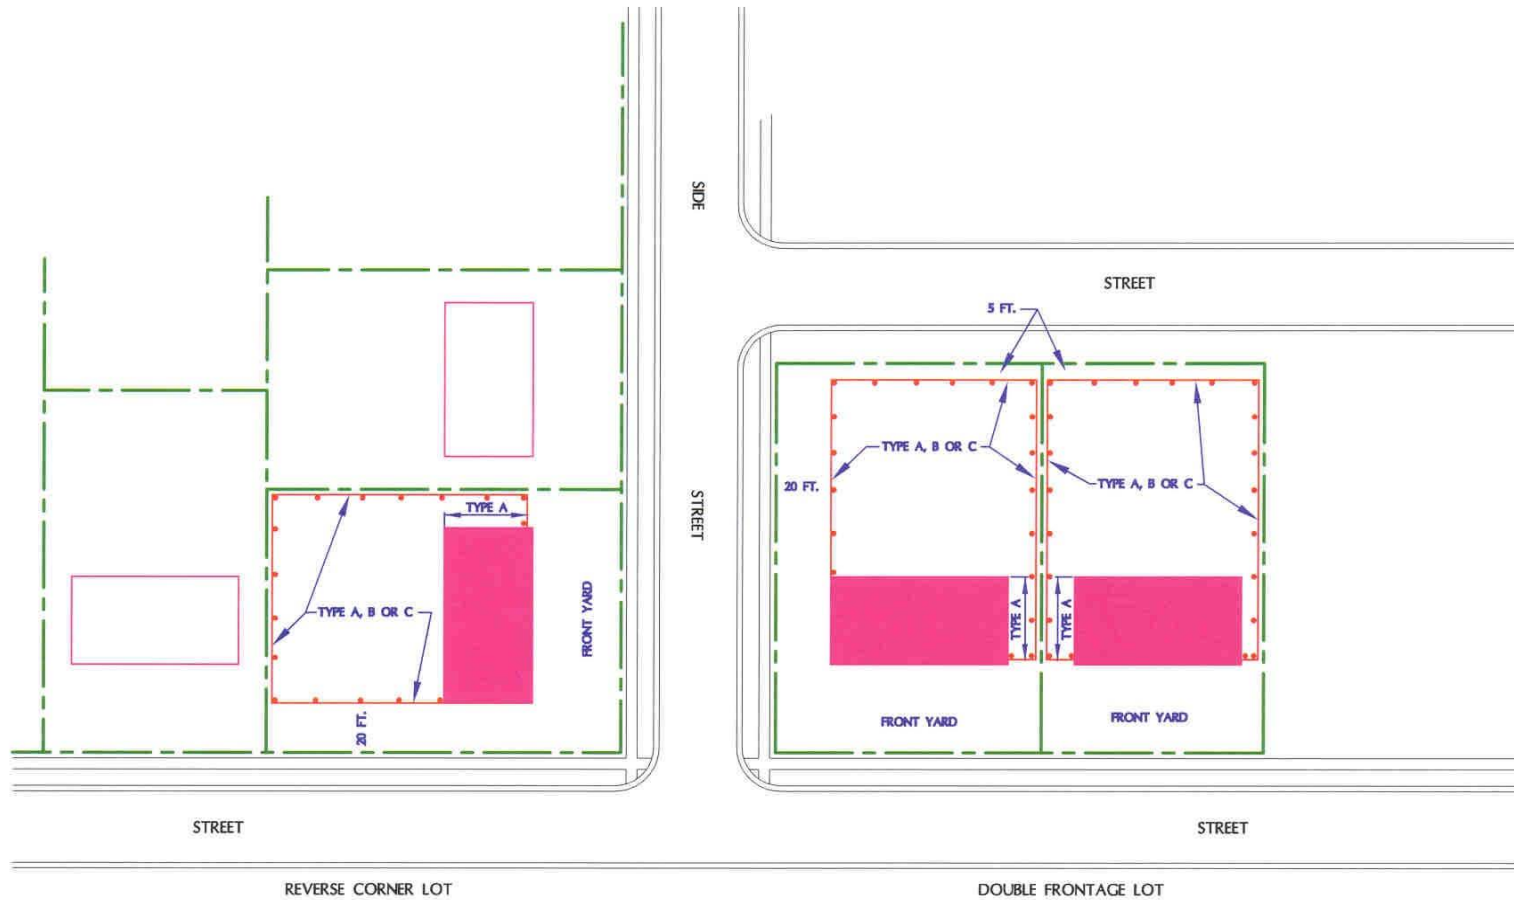 SIDE
STREET
5 FT.
TYPE A, B OR C
20 FT.
TYPE A, B OR C
TYPE A
STREET
TYPE A, B OR C
FRONT YARD
TYPE A
TYPE A
20 FT.
FRONT YARD
FRONT YARD
STREET
STREET
REVERSE CORNER LOT
DOUBLE FRONTAGE LOT